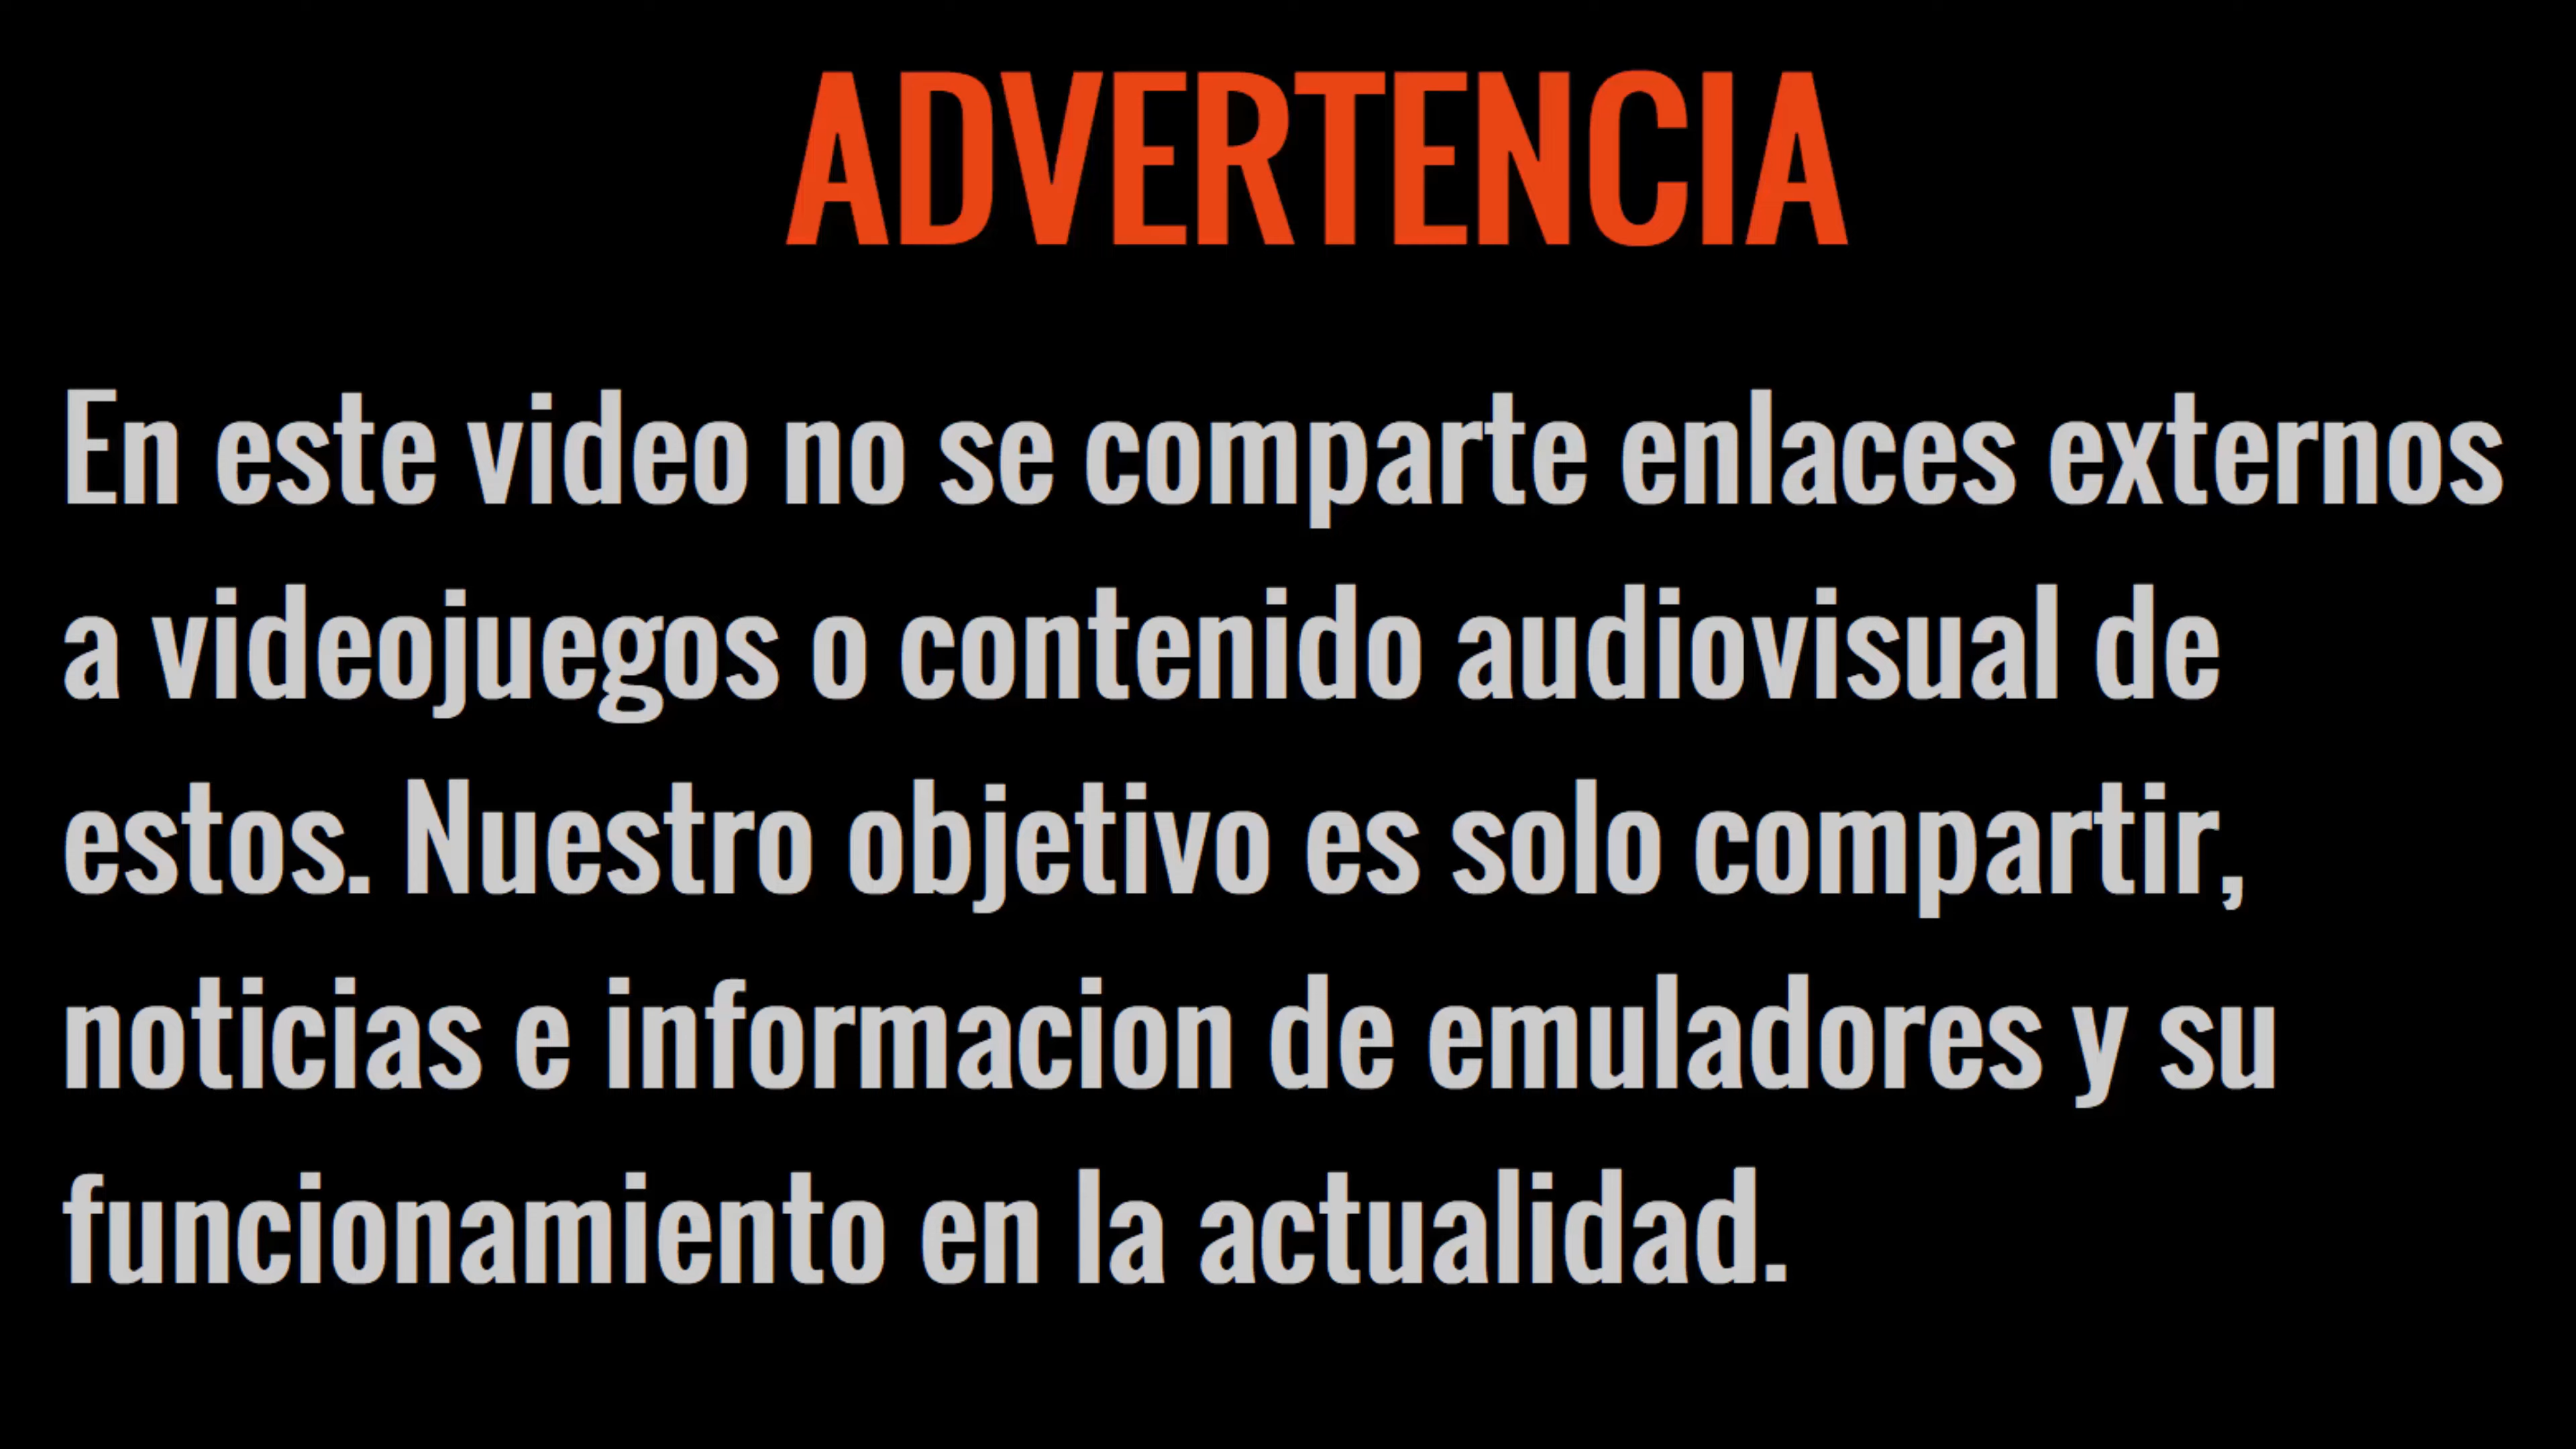 ADVERTENCIA
En este video no se comparte enlaces externos
a videojuegos o contenido audiovisual de
estos. Nuestro objetivo es solo compartir,
noticias e informacion de emuladores y su
funcionamiento en la actualidad.